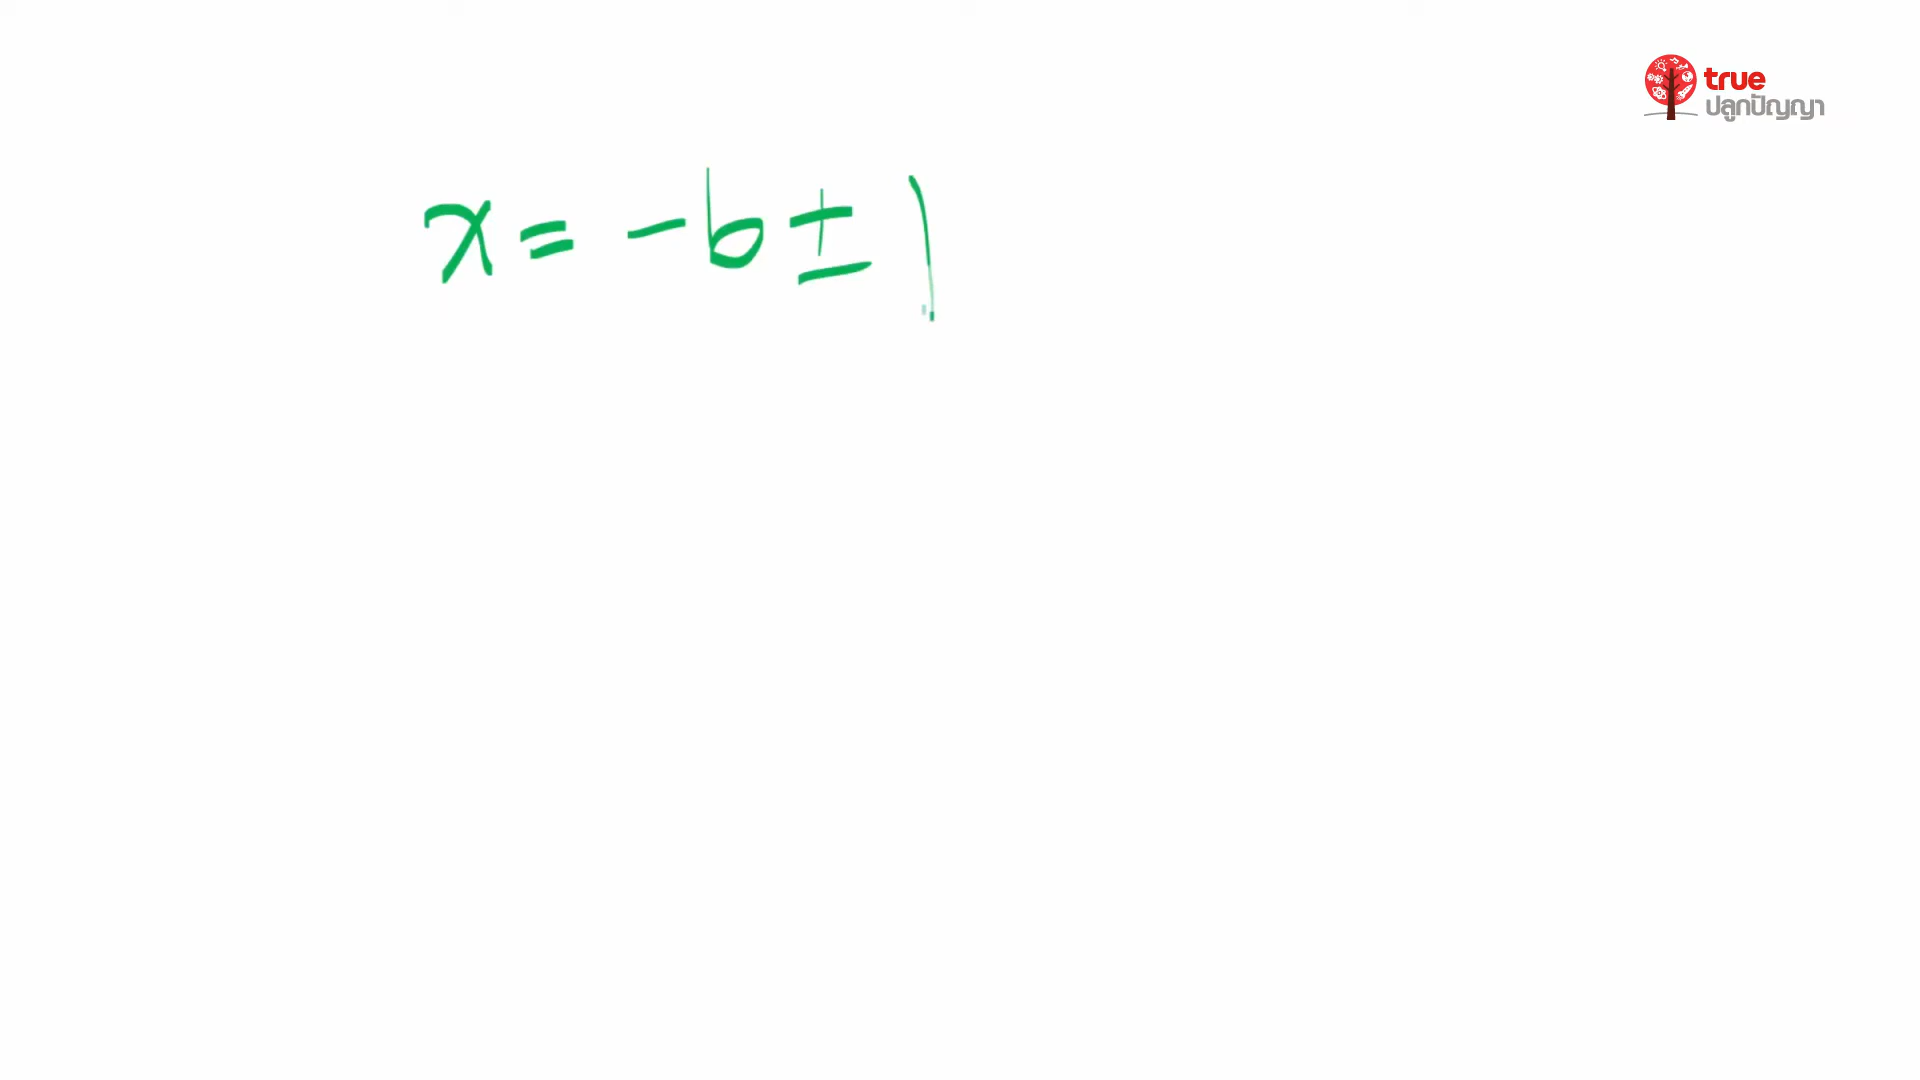 true
ปลูกปัญญา
x = -b ±